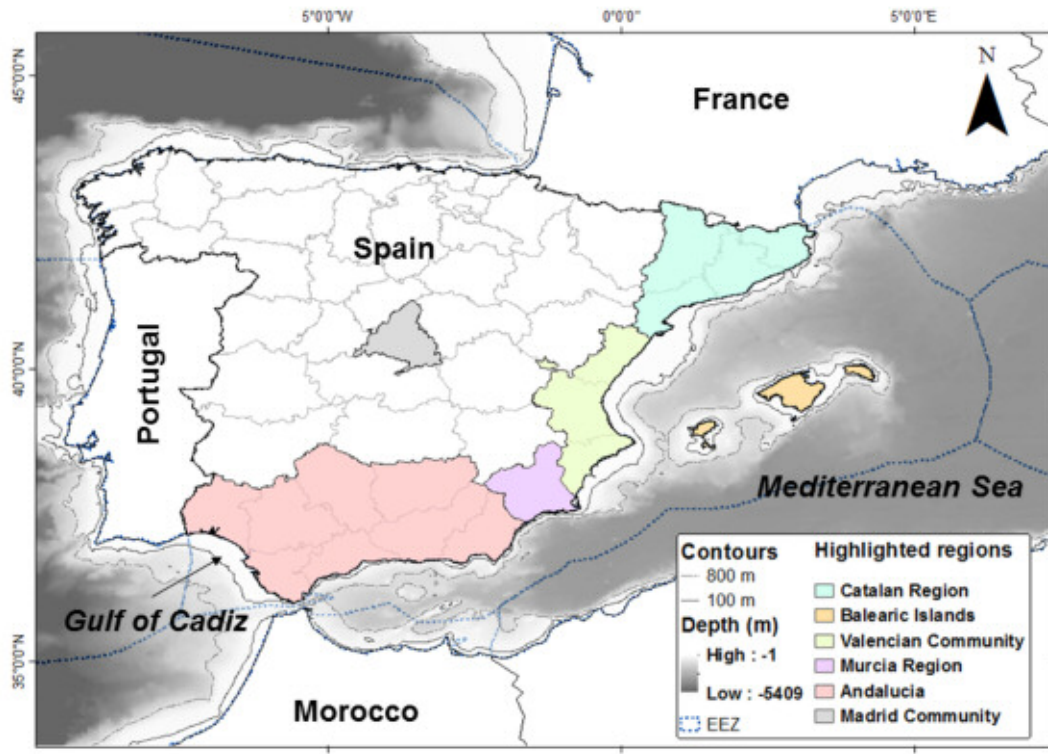 5°0'0"W 0°0'0" 5°0'0"E
45°0'0"N
N
France
Spain
Portugal
40°0'0"N
Mediterranean Sea
Gulf of Cadiz
35°0'0"N
Morocco
Contours
800 m
100 m
Depth (m)
High : -1
Low : -5409
EEZ
Highlighted regions
Catalan Region
Balearic Islands
Valencian Community
Murcia Region
Andalucia
Madrid Community